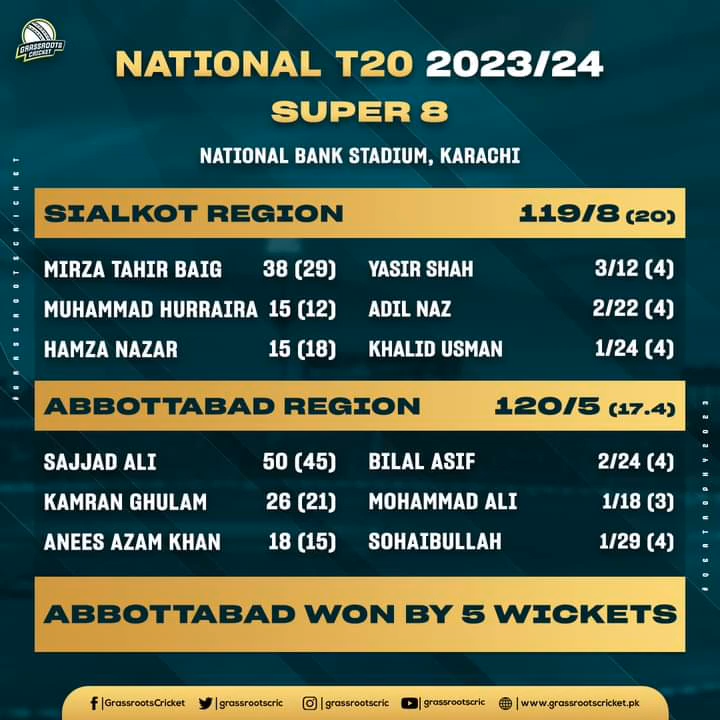 GRASSROOTS
CRICKET
NATIONAL T20 2023/24
SUPER 8
NATIONAL BANK STADIUM, KARACHI
#GRASSROOTSCRICKET
SIALKOT REGION 119/8 (20)
MIRZA TAHIR BAIG 38 (29) YASIR SHAH 3/12 (4)
MUHAMMAD HURRAIRA 15 (12) ADIL NAZ 2/22 (4)
HAMZA NAZAR 15 (18) KHALID USMAN 1/24 (4)
ABBOTTABAD REGION 120/5 (17.4)
SAJJAD ALI 50 (45) BILAL ASIF 2/24 (4)
KAMRAN GHULAM 26 (21) MOHAMMAD ALI 1/18 (3)
ANEES AZAM KHAN 18 (15) SOHAIBULLAH 1/29 (4)
#QEATROPHY2023
ABBOTTABAD WON BY 5 WICKETS
|GrassrootsCricket |grassrootscric | grassrootscric | grassrootscric | www.grassrootscricket.pk